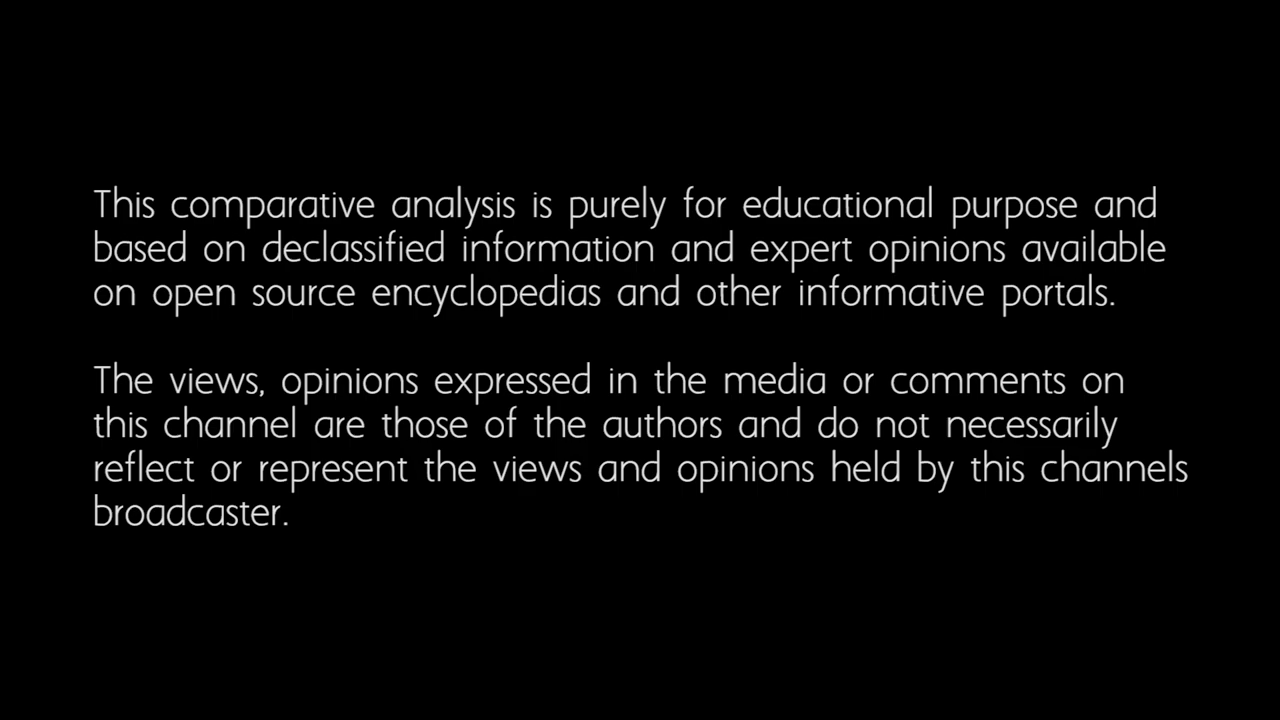 This comparative analysis is purely for educational purpose and
based on declassified information and expert opinions available
on open source encyclopedias and other informative portals.
The views, opinions expressed in the media or comments on
this channel are those of the authors and do not necessarily
reflect or represent the views and opinions held by this channels
broadcaster.